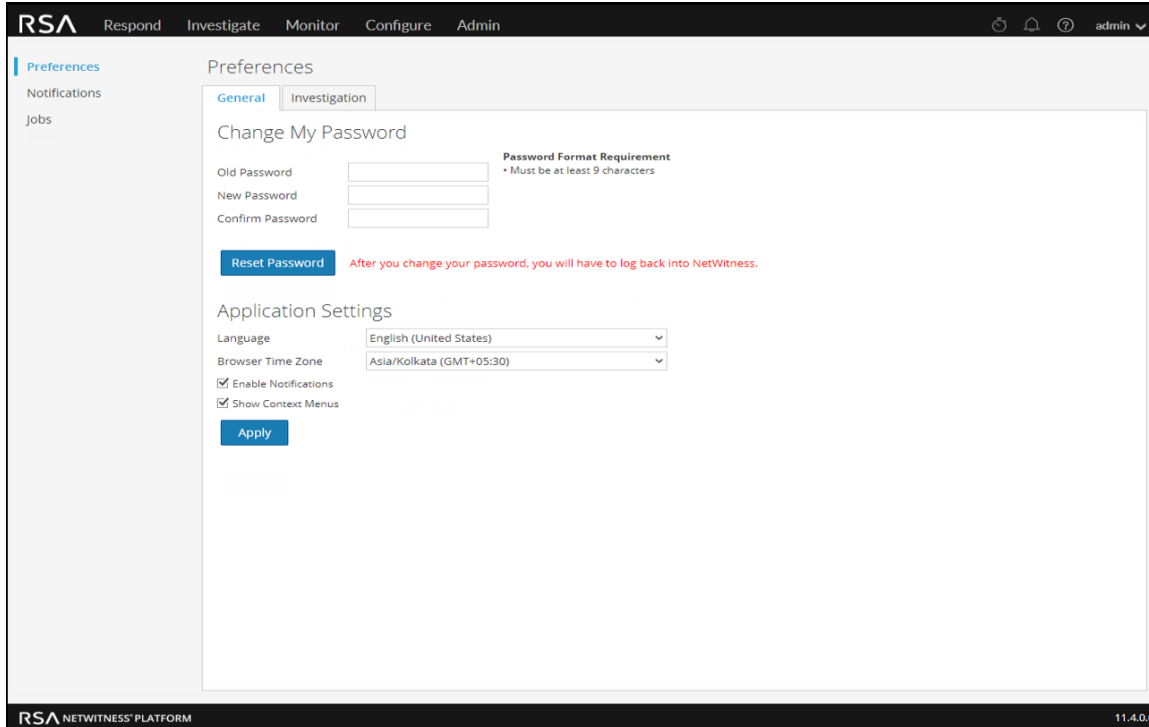 RSA Respond Investigate Monitor Configure Admin admin
Preferences
Notifications
Jobs
Preferences
General Investigation
Change My Password
Password Format Requirement
• Must be at least 9 characters
Old Password
New Password
Confirm Password
Reset Password After you change your password, you will have to log back into NetWitness.
Application Settings
Language English (United States)
Browser Time Zone Asia/Kolkata (GMT+05:30)
Enable Notifications
Show Context Menus
Apply
RSA NETWITNESS® PLATFORM 11.4.0.